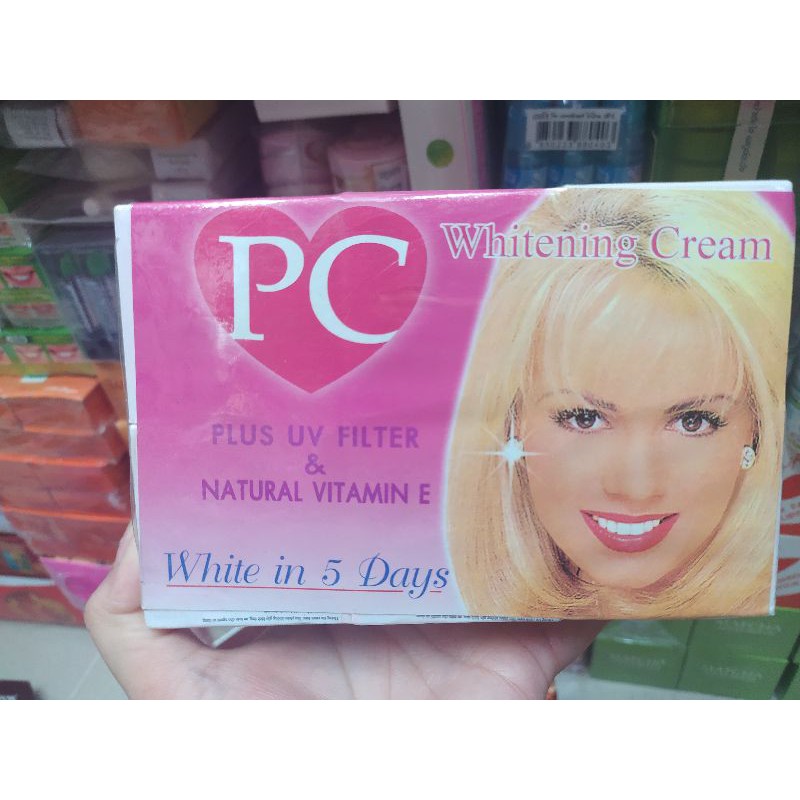 PC
Whitening Cream
PLUS UV FILTER
&
NATURAL VITAMIN E
White in 5 Days